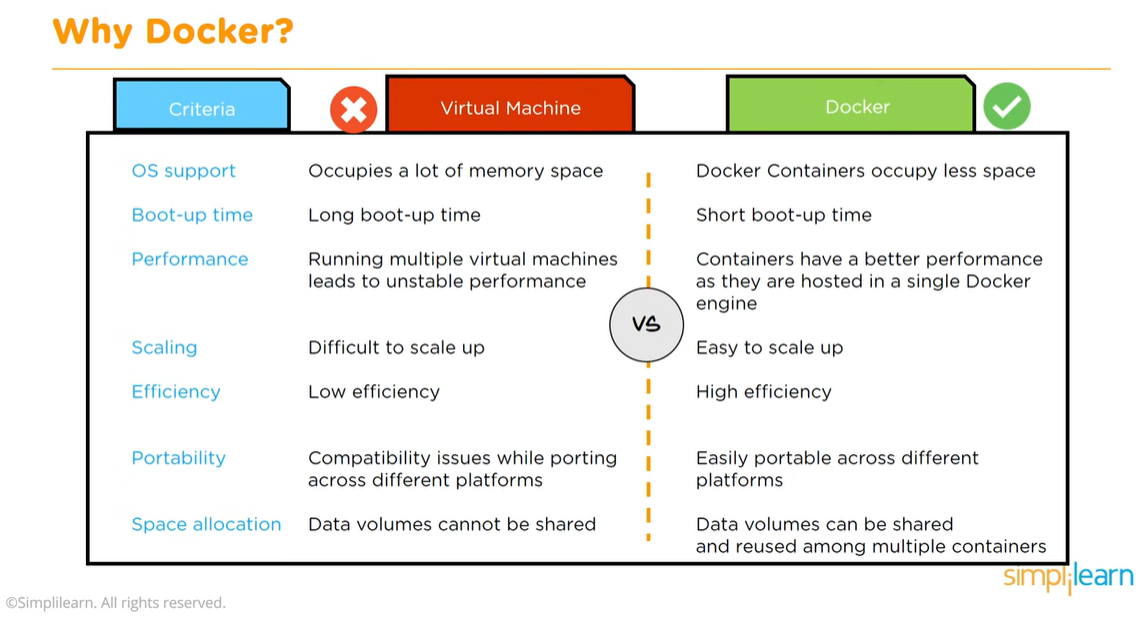 Why Docker?
Criteria
Virtual Machine
Docker
OS support
Occupies a lot of memory space
Docker Containers occupy less space
Boot-up time
Long boot-up time
Short boot-up time
Performance
Running multiple virtual machines
leads to unstable performance
Containers have a better performance
as they are hosted in a single Docker
engine
VS
Scaling
Difficult to scale up
Easy to scale up
Efficiency
Low efficiency
High efficiency
Portability
Compatibility issues while porting
across different platforms
Easily portable across different
platforms
Space allocation
Data volumes cannot be shared
Data volumes can be shared
and reused among multiple containers
simplilearn
©Simplilearn. All rights reserved.